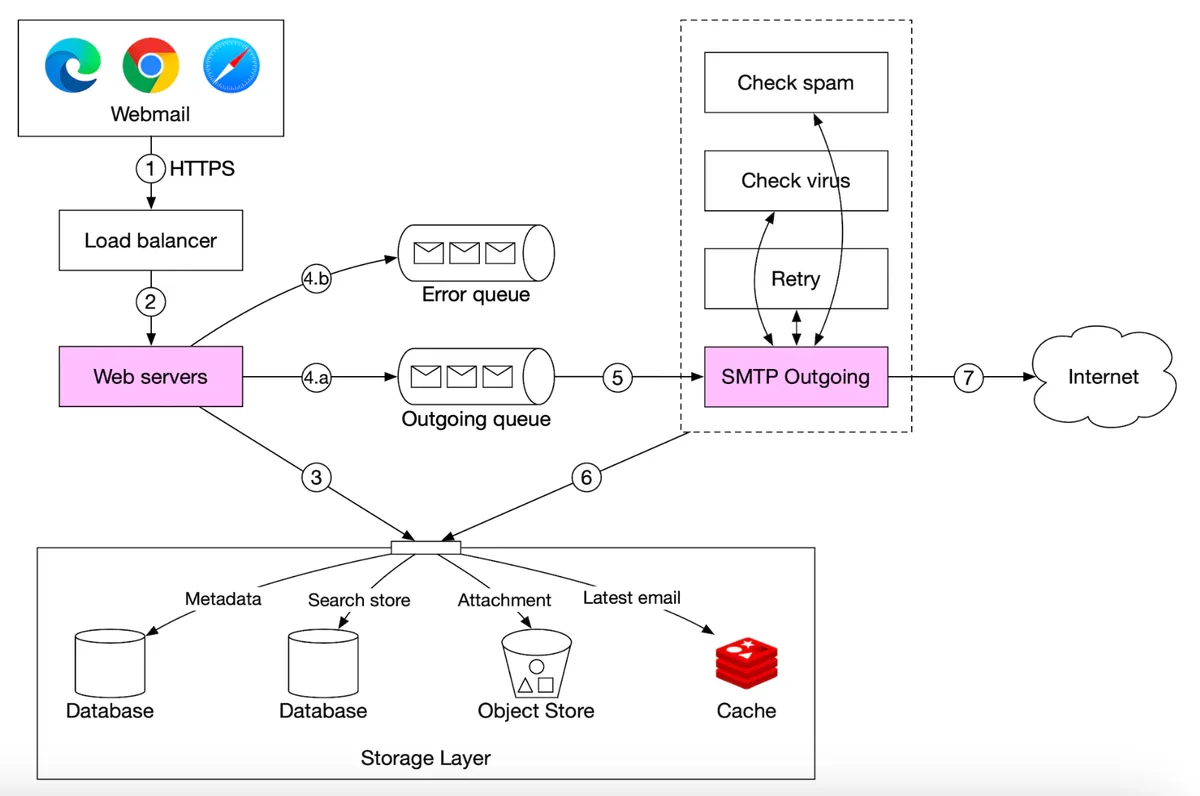 Webmail
1 HTTPS
Load balancer
2
Web servers
4.b
Error queue
4.a
Outgoing queue
5
Check spam
Check virus
Retry
SMTP Outgoing
7
Internet
3
6
Metadata
Search store
Attachment
Latest email
Database
Database
Object Store
Cache
Storage Layer